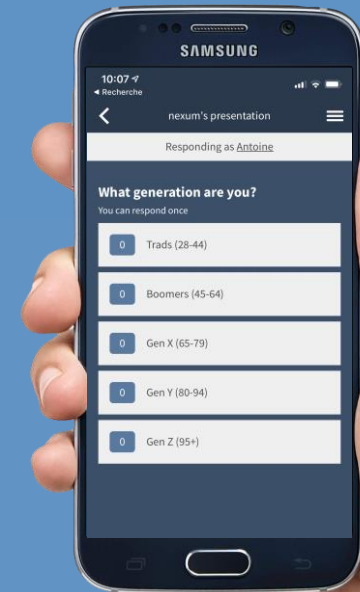 SAMSUNG
10:07
◀ Recherche
nexum's presentation
Responding as Antoine
What generation are you?
You can respond once
0 Trads (28-44)
0 Boomers (45-64)
0 Gen X (65-79)
0 Gen Y (80-94)
0 Gen Z (95+)